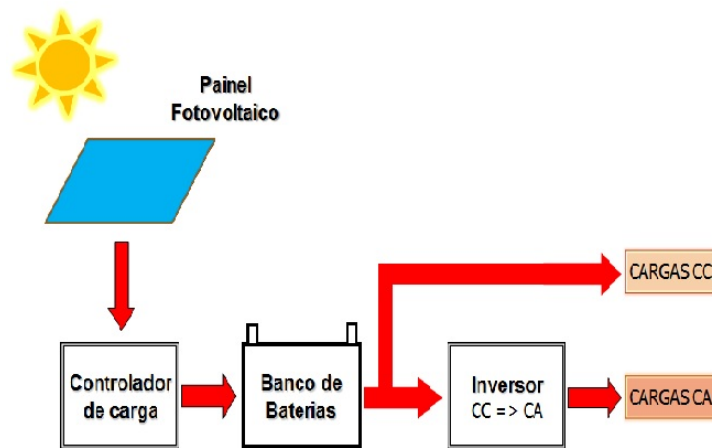 Painel
Fotovoltaico
CARGAS CC
Controlador
de carga
Banco de
Baterias
Inversor
CC => CA
CARGAS CA